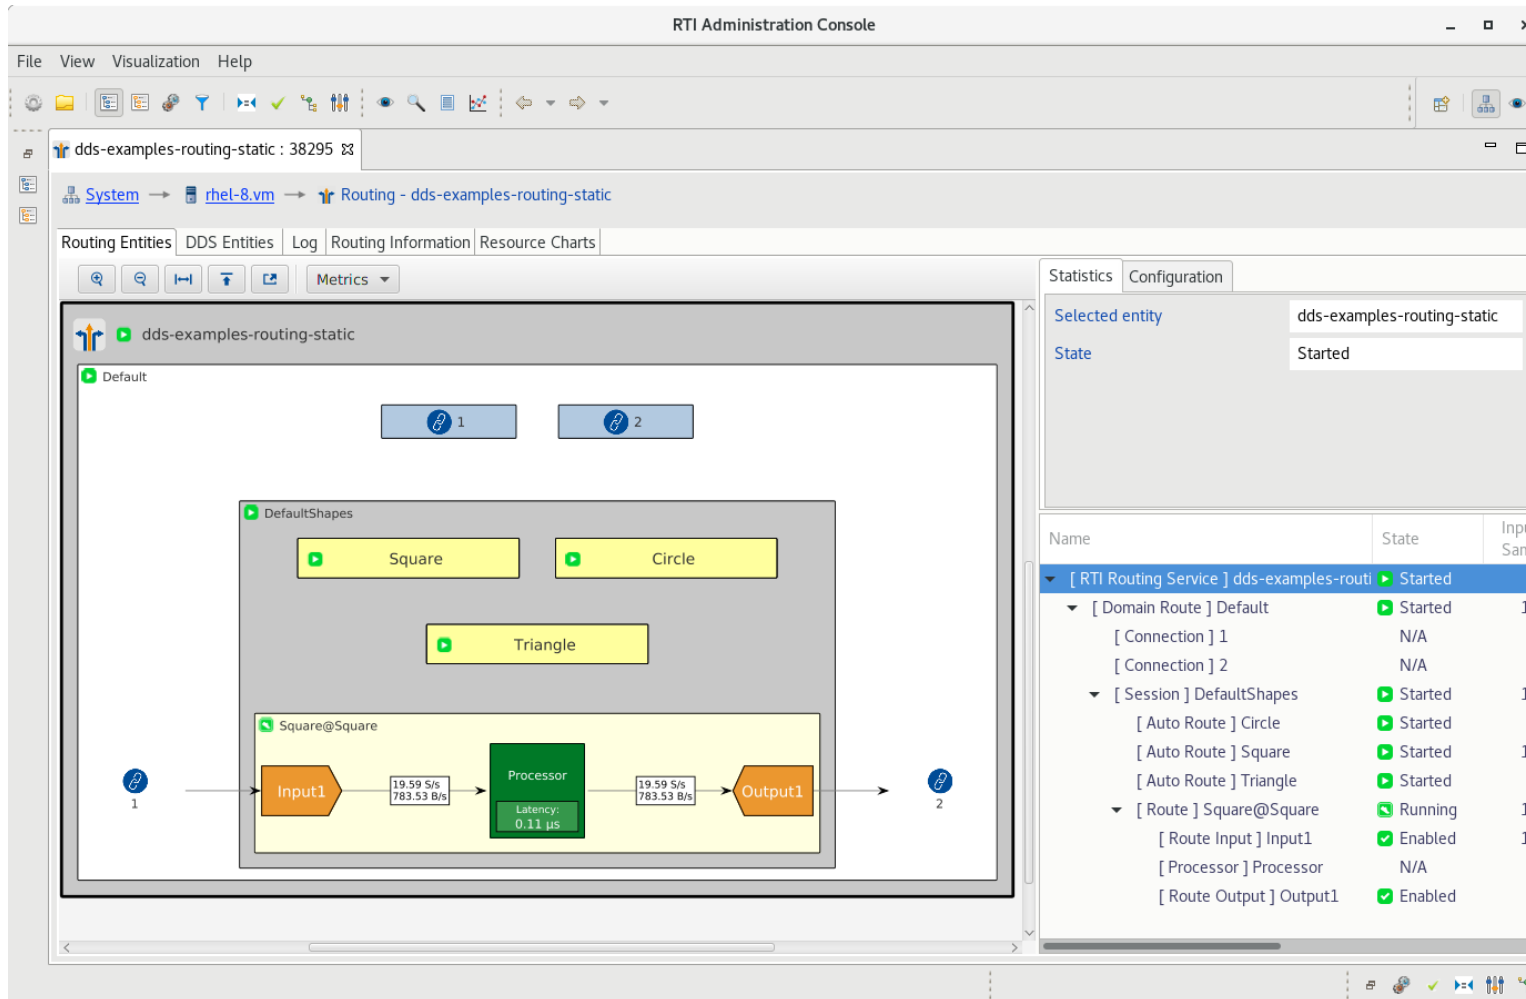 RTI Administration Console
File View Visualization Help
dds-examples-routing-static : 38295
System rhel-8.vm Routing - dds-examples-routing-static
Routing Entities DDS Entities Log Routing Information Resource Charts
Metrics
dds-examples-routing-static
Default
1 2
DefaultShapes
Square Circle
Triangle
Square@Square
Input1
19.59 S/s
783.53 B/s
Processor
Latency:
0.11 µs
19.59 S/s
783.53 B/s
Output1
1
2
Statistics Configuration
Selected entity dds-examples-routing-static
State Started
Name State
[ RTI Routing Service ] dds-examples-routi Started
[ Domain Route ] Default Started 1
[ Connection ] 1 N/A
[ Connection ] 2 N/A
[ Session ] DefaultShapes Started 1
[ Auto Route ] Circle Started
[ Auto Route ] Square Started 1
[ Auto Route ] Triangle Started
[ Route ] Square@Square Running 1
[ Route Input ] Input1 Enabled 1
[ Processor ] Processor N/A
[ Route Output ] Output1 Enabled